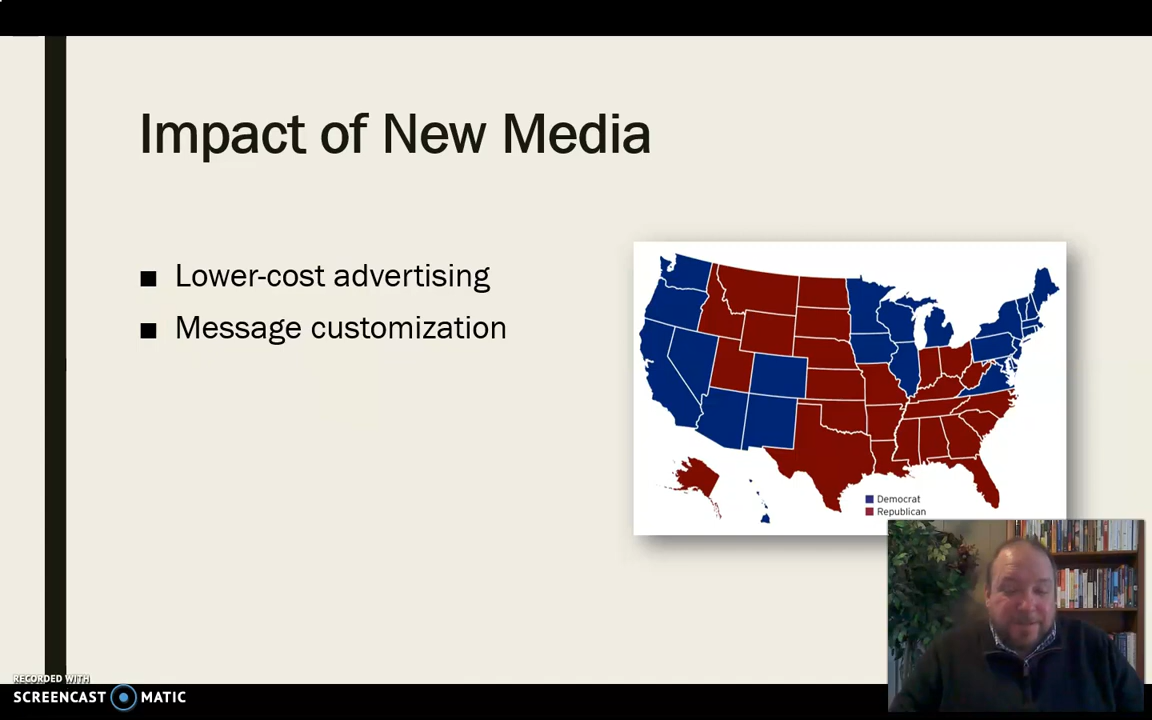 Impact of New Media
■ Lower-cost advertising
■ Message customization
Democrat
Republican
RECORDED WITH
SCREENCAST MATIC